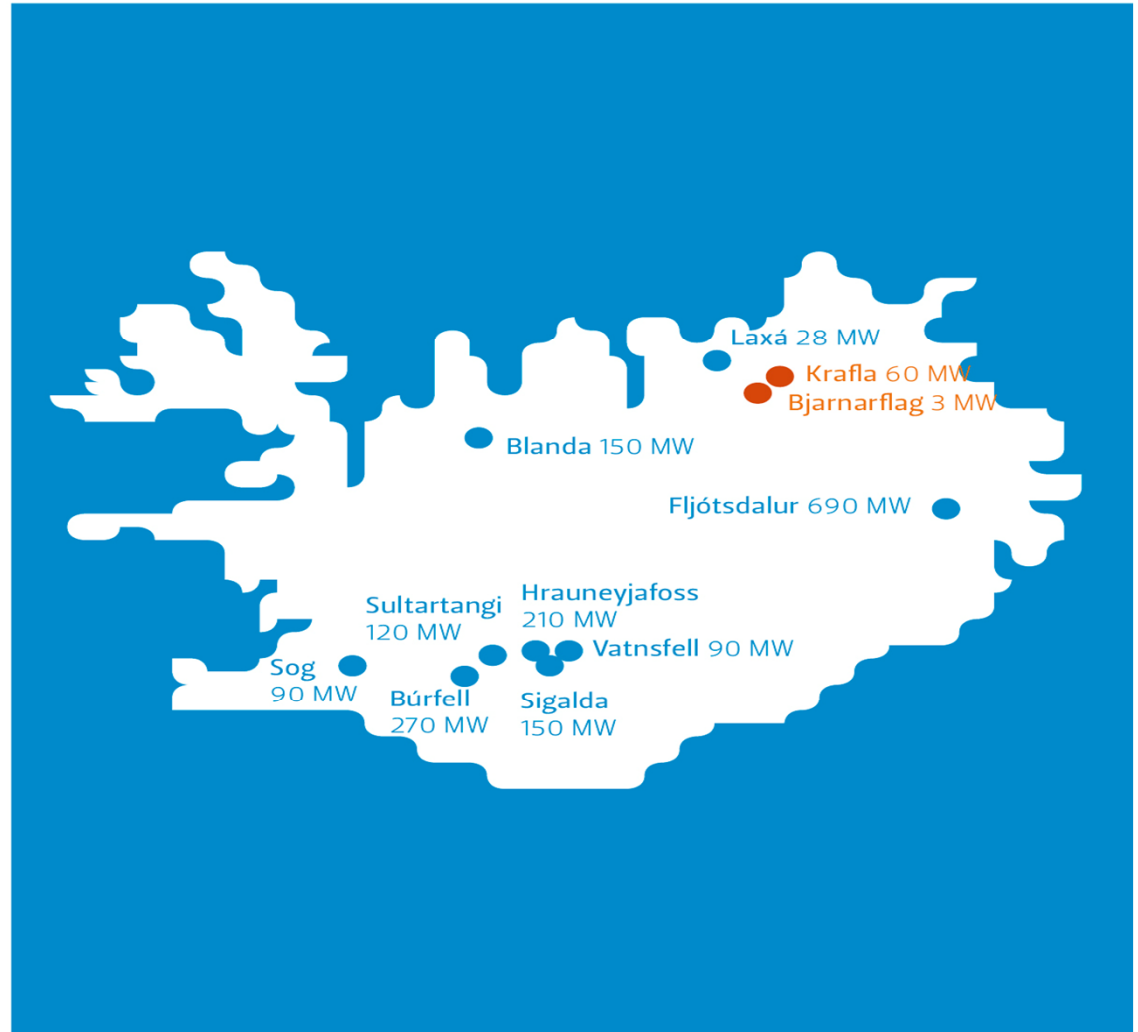 Laxá 28 MW
Krafla 60 MW
Bjarnarflag 3 MW
Blanda 150 MW
Fljótsdalur 690 MW
Hrauneyjafoss
210 MW
Sultartangi
120 MW
Vatnsfell 90 MW
Sog
90 MW
Búrfell
270 MW
Sigalda
150 MW